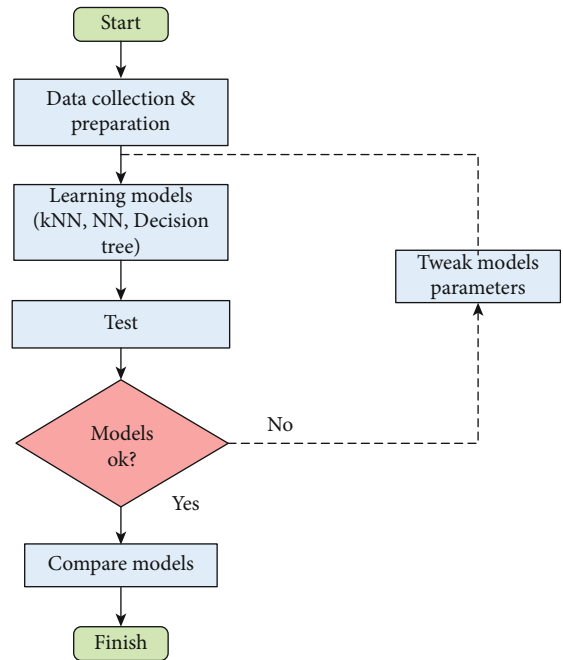 Start
Data collection &
preparation
Learning models
(kNN, NN, Decision
tree)
Tweak models
parameters
Test
Models
ok?
No
Yes
Compare models
Finish